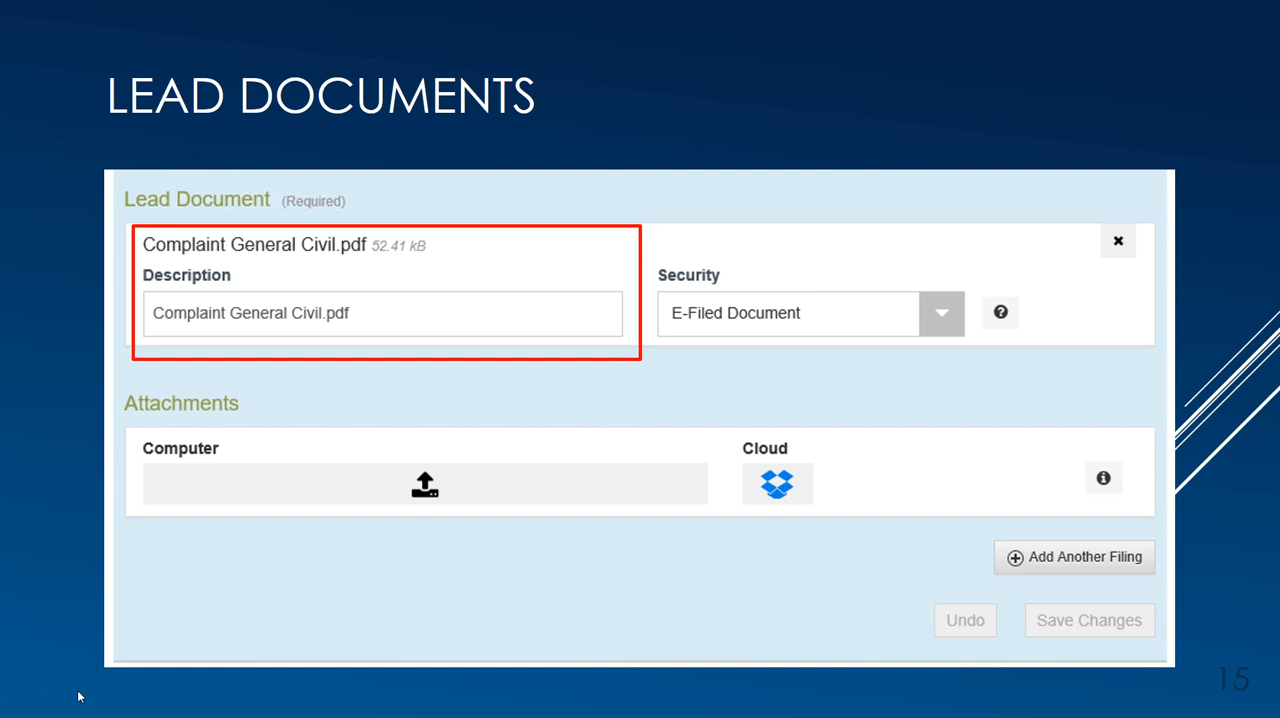 LEAD DOCUMENTS
Lead Document (Required)
Complaint General Civil.pdf 52.41 kB
Description
Security
Complaint General Civil.pdf
E-Filed Document
Attachments
Computer
Cloud
Add Another Filing
Undo
Save Changes
15